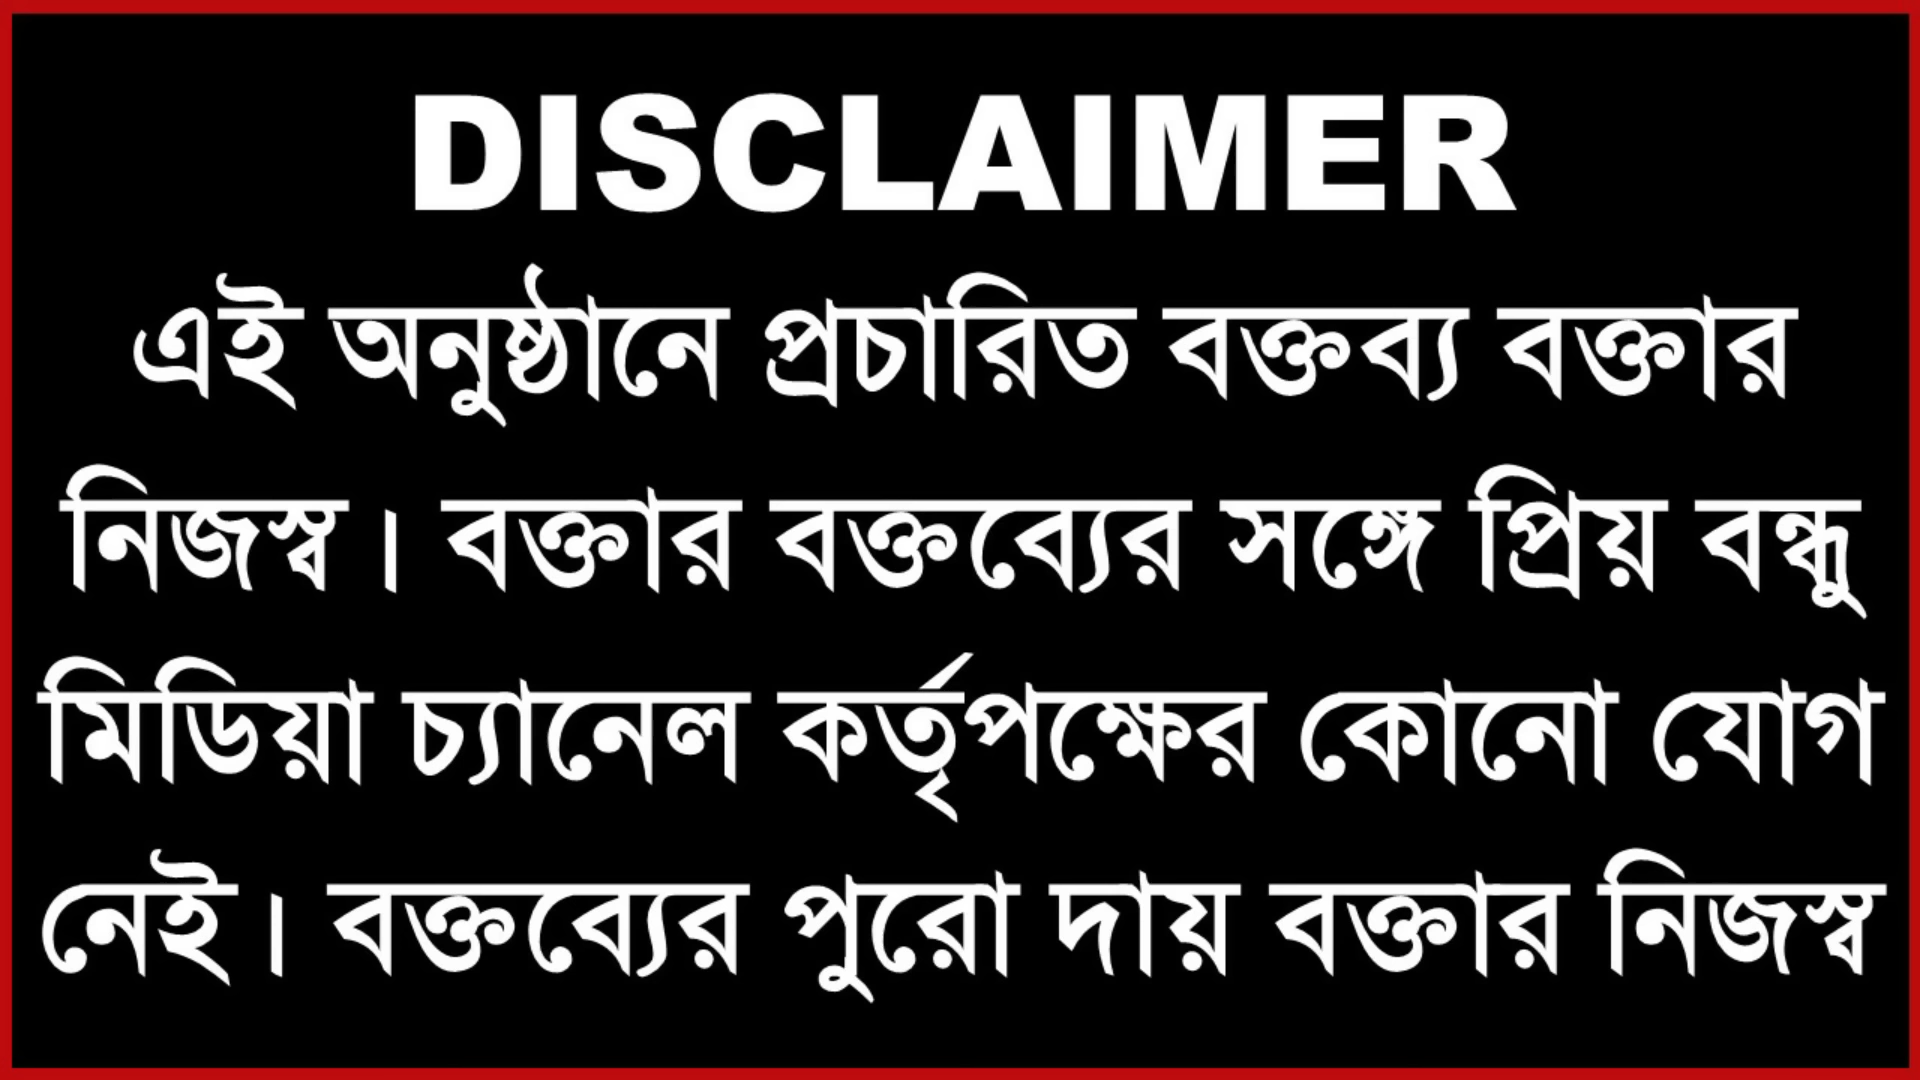 DISCLAIMER
এই অনুষ্ঠানে প্রচারিত বক্তব্য বক্তার
নিজস্ব। বক্তার বক্তব্যের সঙ্গে প্রিয় বন্ধু
মিডিয়া চ্যানেল কর্তৃপক্ষের কোনো যোগ
নেই। বক্তব্যের পুরো দায় বক্তার নিজস্ব